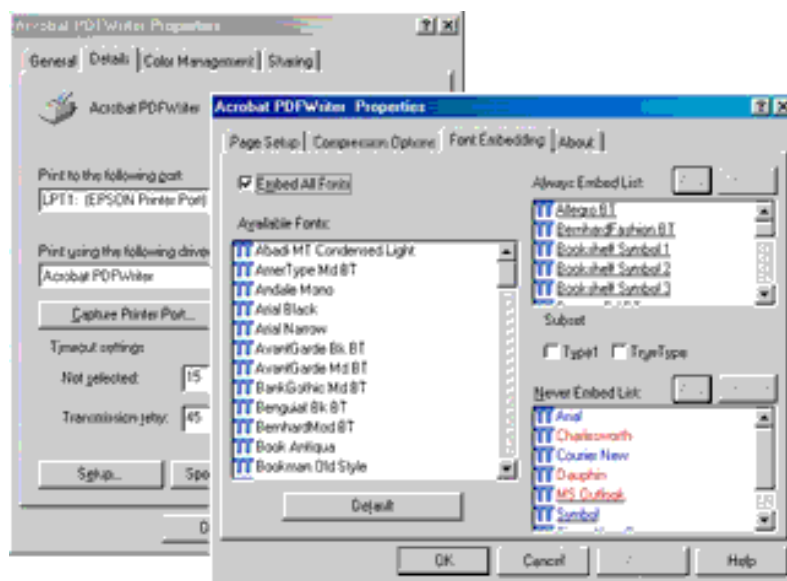 Acrobat PDFWriter Properties
General Details Color Management Sharing
Acrobat PDFWriter
Print to the following port:
LPT1: (EPSON Printer Port)
Print using the following
Acrobat PDFWriter
Capture Printer Port...
Timeout settings
Not selected: 15
Transmission retry: 45
Setup... Spo
Acrobat PDFWriter Properties
Page Setup Compression Options Font Embedding About
Embed All Fonts
Available Fonts:
Abadi MT Condensed Light
AmerType Md BT
Andale Mono
Arial Black
Arial Narrow
AvantGarde Bk BT
AvantGarde Md BT
BankGothic Md BT
Benguiat Bk BT
BernhardMod BT
Book Antiqua
Bookman Old Style
Default
Always Embed List:
Allegro BT
BernhardFashion BT
Bookshelf Symbol 1
Bookshelf Symbol 2
Bookshelf Symbol 3
Subset
Type1 TrueType
Never Embed List:
Arial
Charlesworth
Courier New
Dauphin
MS Outlook
Symbol
OK Cancel Help